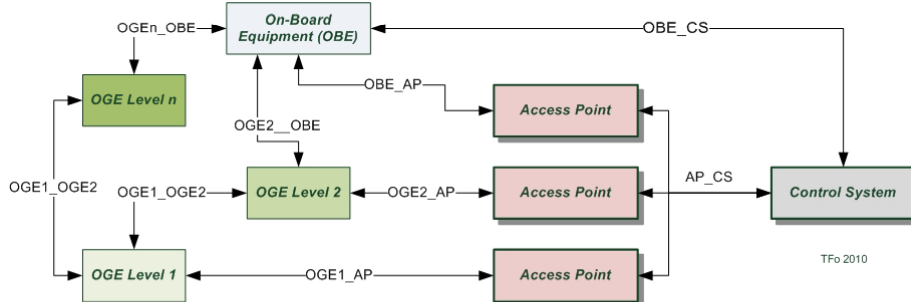 OGEn_OBE
On-Board
Equipment (OBE)
OBE_CS
OBE_AP
OGE Level n
Access Point
OGE2__OBE
OGE1_OGE2
OGE1_OGE2
OGE Level 2
OGE2_AP
Access Point
AP_CS
Control System
OGE Level 1
OGE1_AP
Access Point
TFo 2010